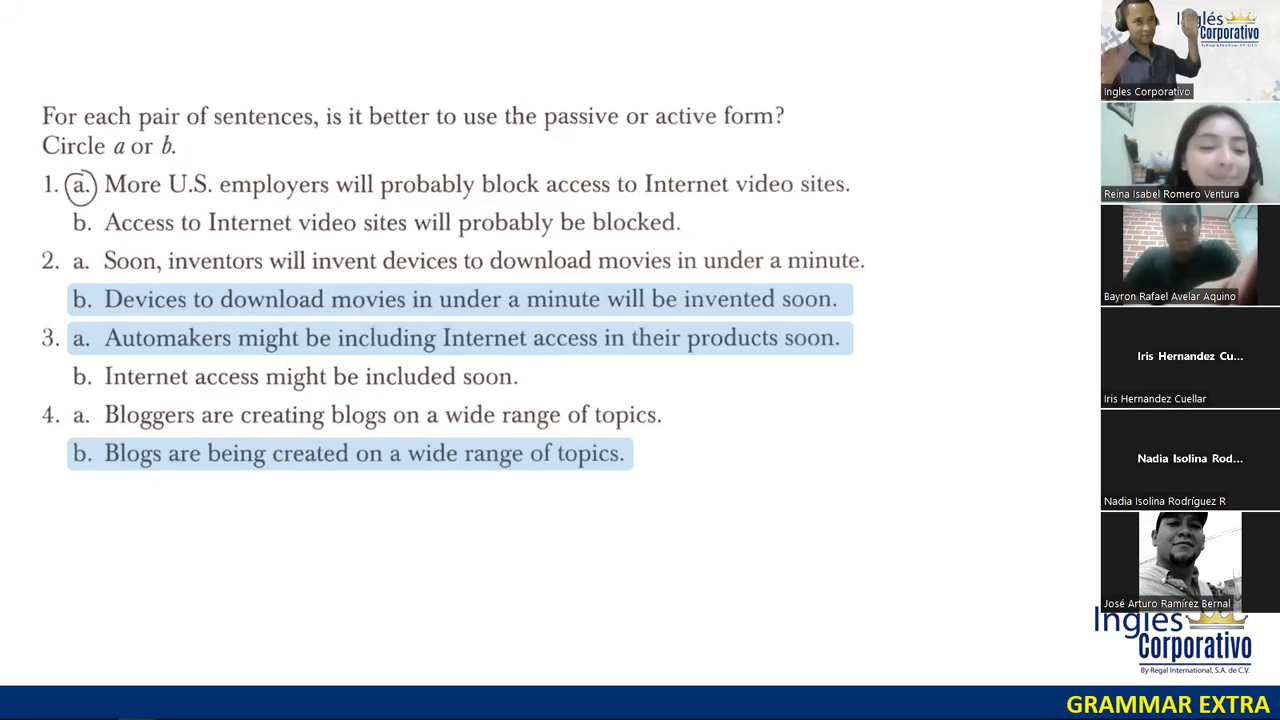 For each pair of sentences, is it better to use the passive or active form?
Circle a or b.
1. a. More U.S. employers will probably block access to Internet video sites.
b. Access to Internet video sites will probably be blocked.
2. a. Soon, inventors will invent devices to download movies in under a minute.
b. Devices to download movies in under a minute will be invented soon.
3. a. Automakers might be including Internet access in their products soon.
b. Internet access might be included soon.
4. a. Bloggers are creating blogs on a wide range of topics.
b. Blogs are being created on a wide range of topics.
Inglés
Corporativo
Ingles Corporativo
Reina Isabel Romero Ventura
Bayron Rafael Avelar Aquino
Iris Hernandez Cu...
Iris Hernandez Cuellar
Nadia Isolina Rod...
Nadia Isolina Rodríguez R
José Arturo Ramírez Bernal
Inglés
Corporativo
By Regal International, S.A. de C.V.
GRAMMAR EXTRA